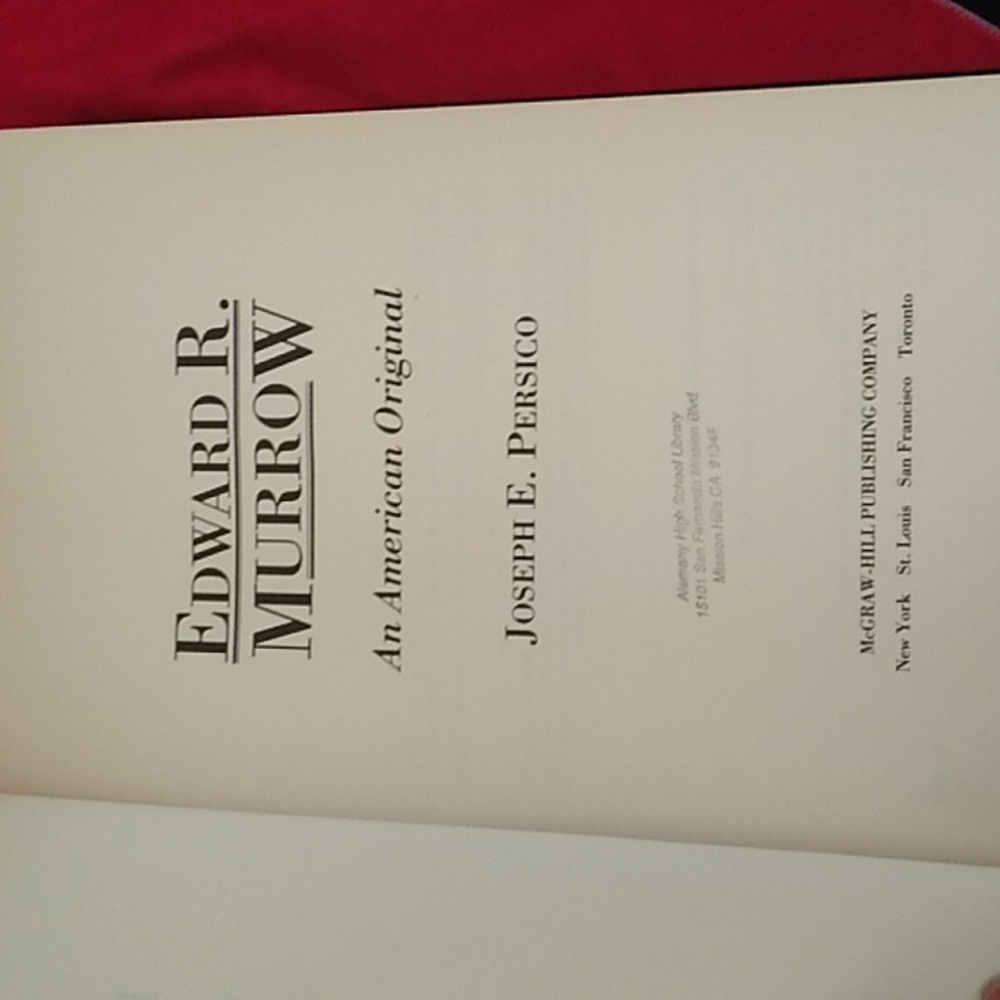 EDWARD R.
MURROW
An American Original
JOSEPH E. PERSICO
Alemany High School Library
15101 San Fernando Mission Blvd
Mission Hills CA 91345
McGRAW-HILL PUBLISHING COMPANY
New York St. Louis San Francisco Toronto